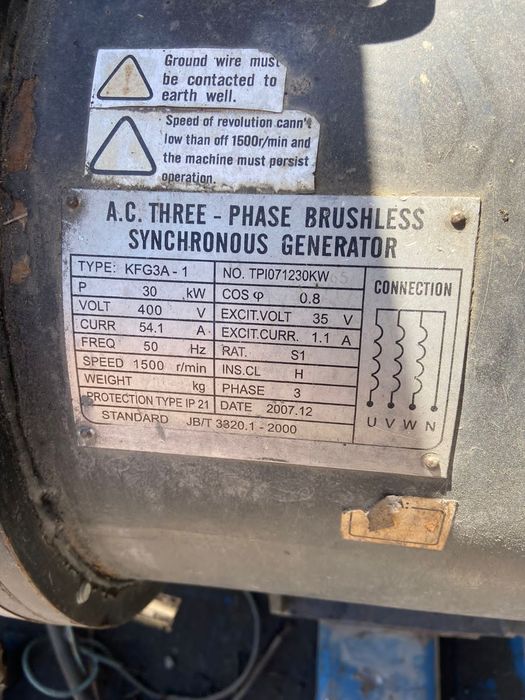 Ground wire must
be contacted to
earth well.
Speed of revolution cann't
low than off 1500r/min and
the machine must persist
operation.
A.C. THREE - PHASE BRUSHLESS
SYNCHRONOUS GENERATOR
TYPE: KFG3A - 1 NO. TPI071230KW
P 30 kW COS φ 0.8
VOLT 400 V EXCIT.VOLT 35 V
CURR 54.1 A EXCIT.CURR. 1.1 A
FREQ 50 Hz RAT. S1
SPEED 1500 r/min INS.CL H
WEIGHT kg PHASE 3
PROTECTION TYPE IP 21 DATE 2007.12
STANDARD JB/T 3320.1 - 2000
CONNECTION
U V W N